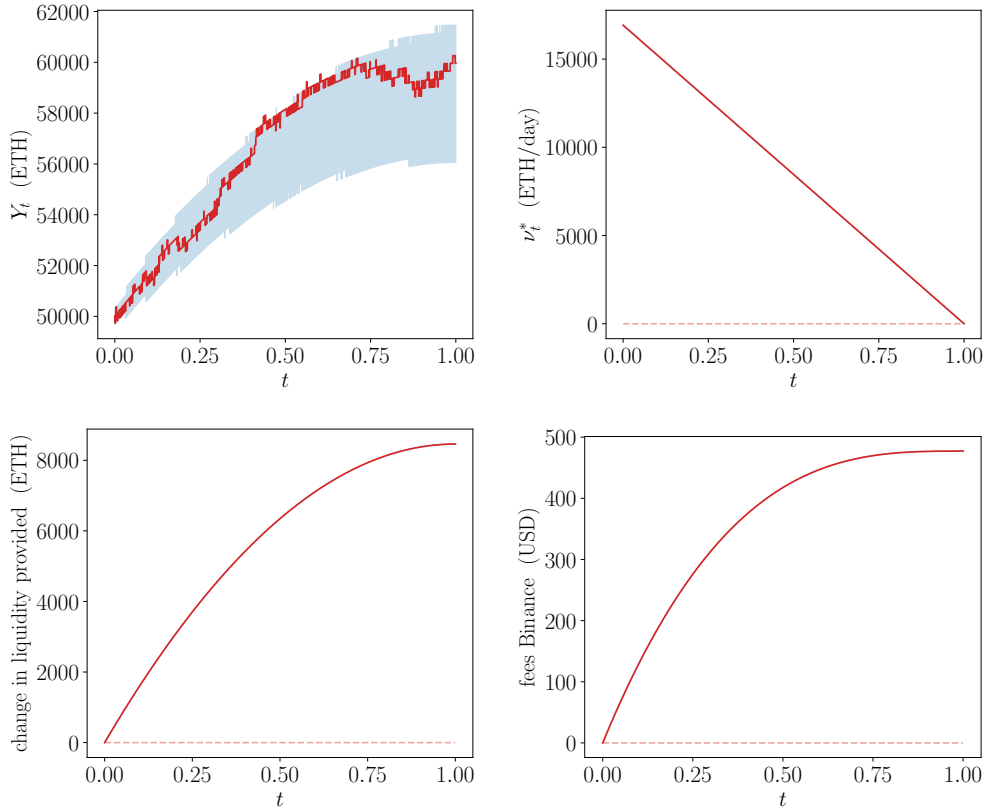 62000
60000
58000
56000
54000
52000
50000
Y_t (ETH)
0.00 0.25 0.50 0.75 1.00
t
15000
10000
5000
0
ν_t^* (ETH/day)
0.00 0.25 0.50 0.75 1.00
t
8000
6000
4000
2000
0
change in liquidity provided (ETH)
0.00 0.25 0.50 0.75 1.00
t
500
400
300
200
100
0
fees Binance (USD)
0.00 0.25 0.50 0.75 1.00
t